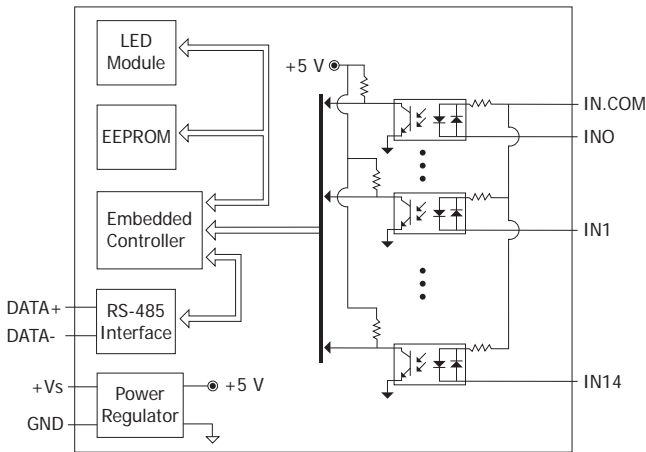 LED
Module
+5 V
IN.COM
INO
EEPROM
Embedded
Controller
IN1
DATA+
DATA-
RS-485
Interface
+Vs
GND
Power
Regulator
+5 V
IN14